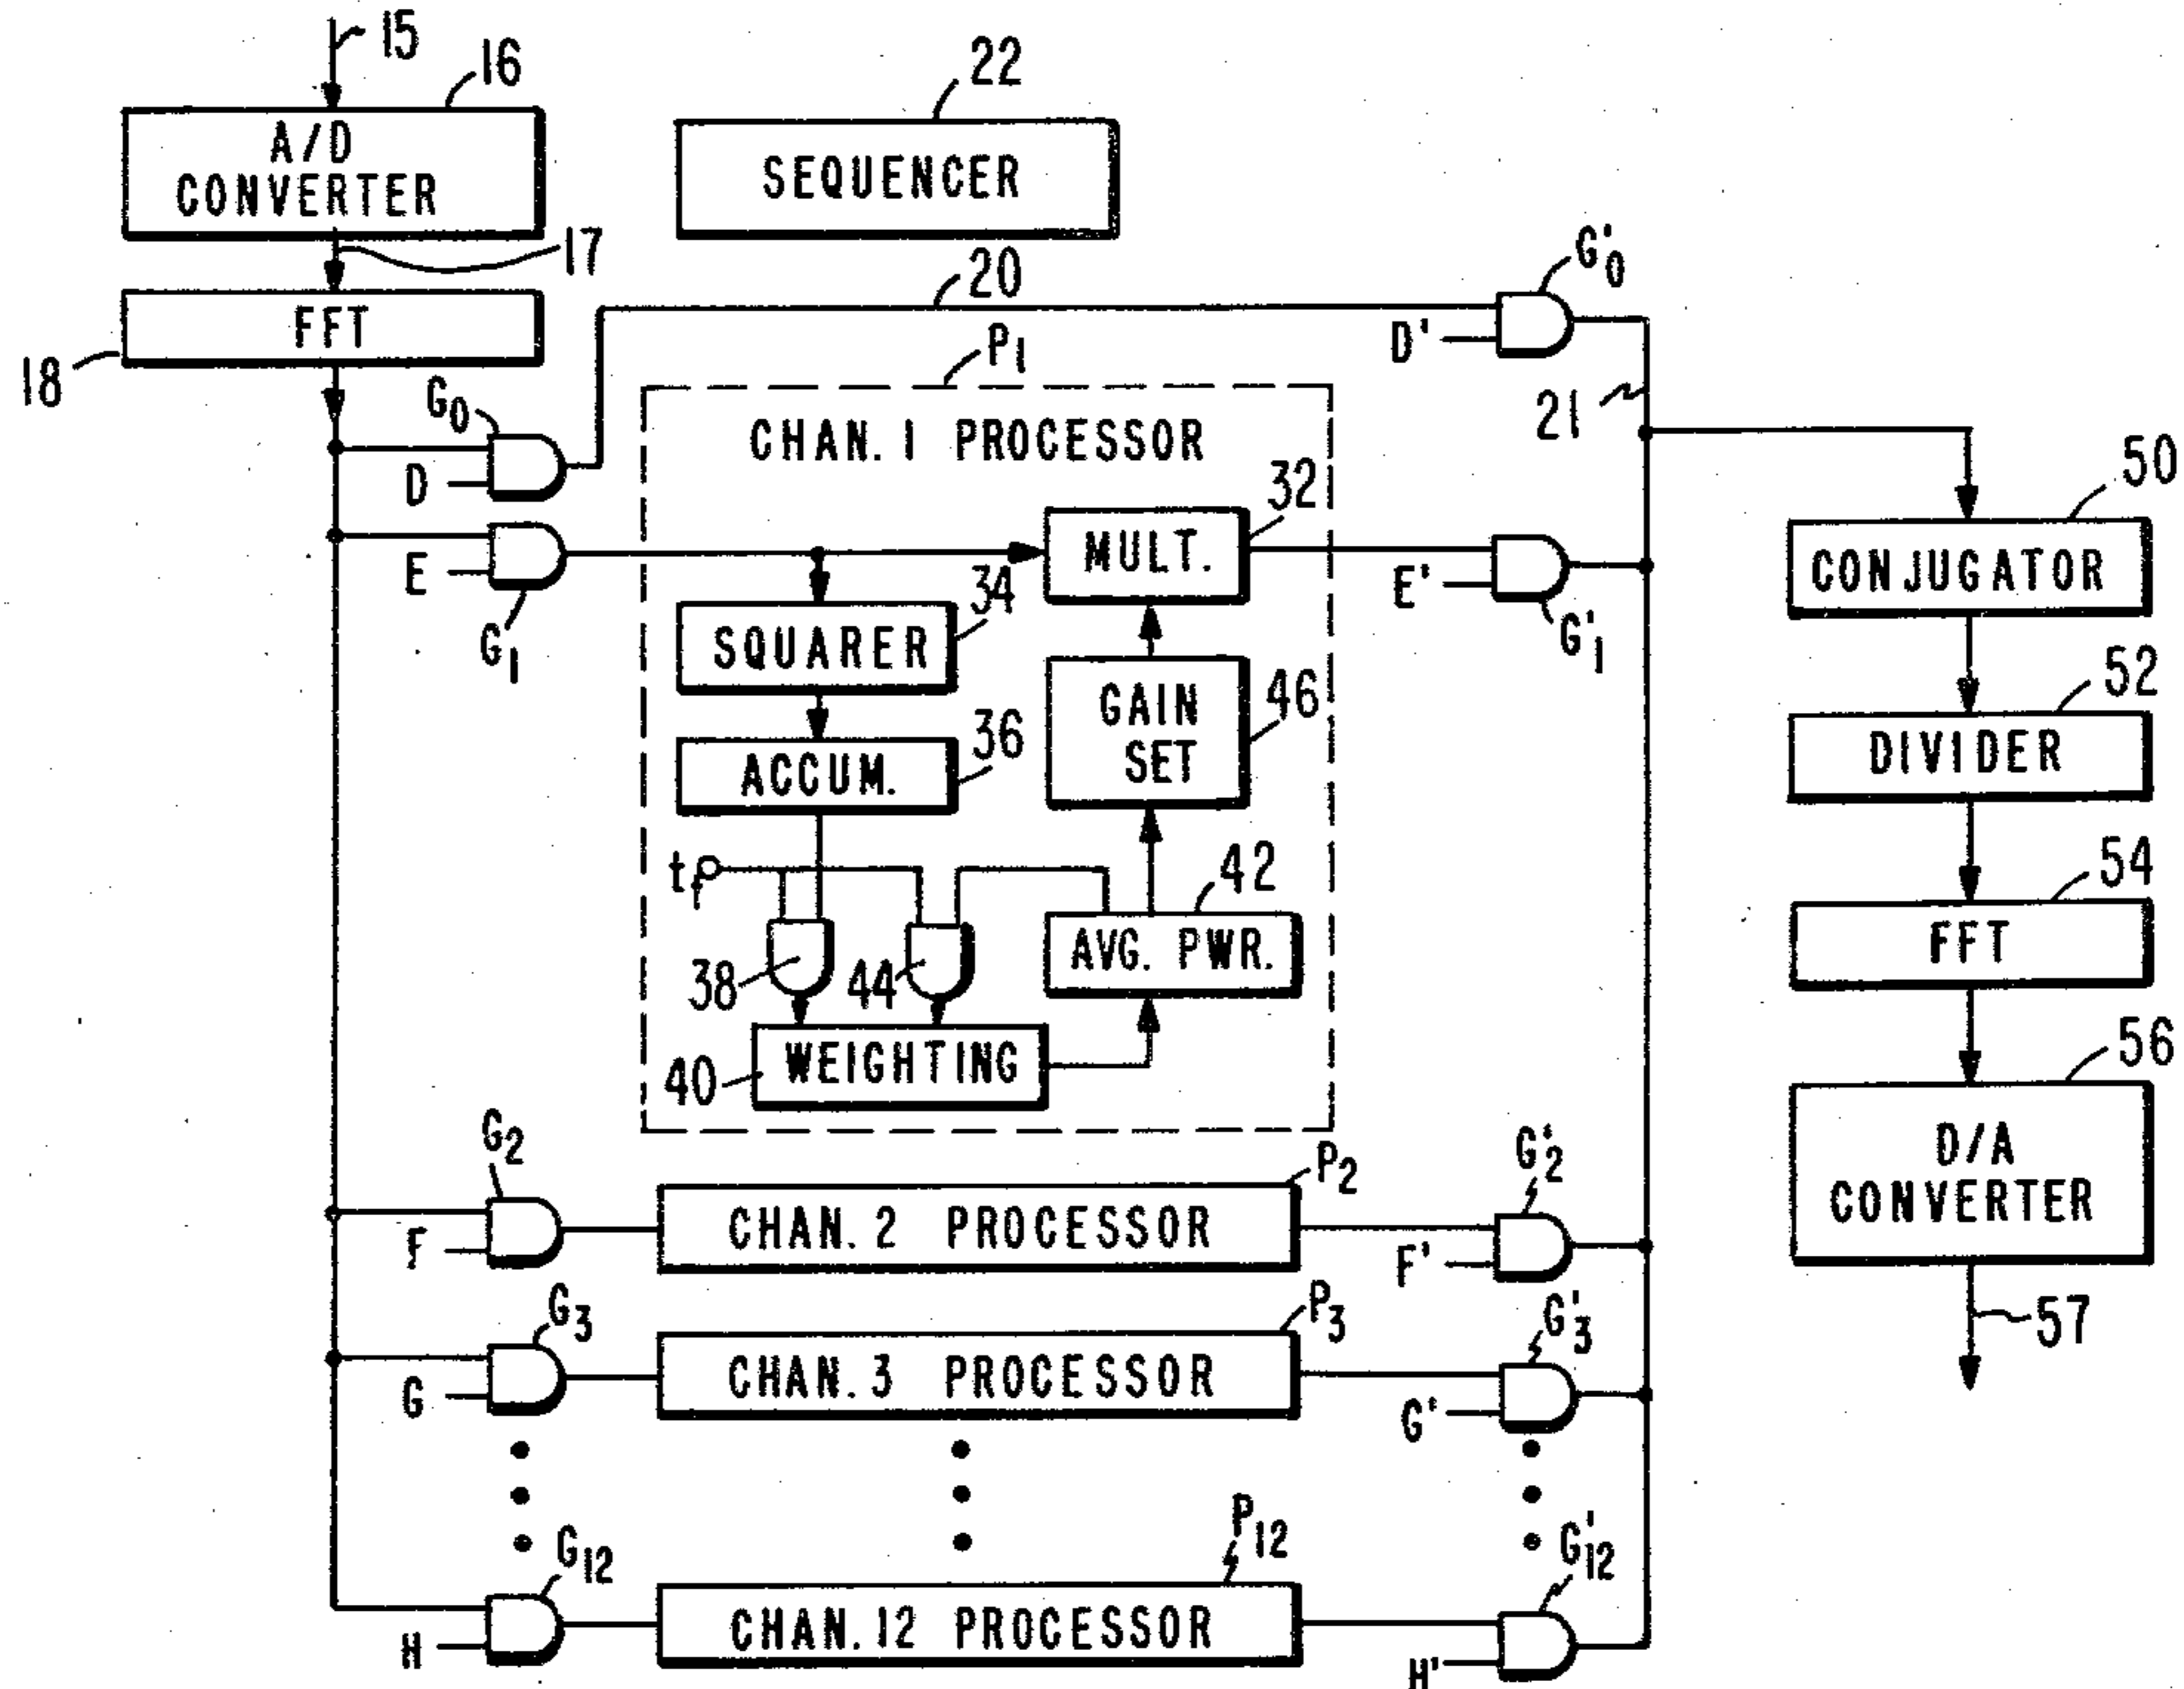 15
16
A/D
CONVERTER
22
SEQUENCER
17
FFT
18
20
G'0
D'
21
G0
D
P1
CHAN. 1 PROCESSOR
E
G1
32
MULT.
E'
G'1
34
SQUARER
GAIN
SET
46
36
ACCUM.
tf
42
AVG. PWR.
38
44
40
WEIGHTING
50
CONJUGATOR
52
DIVIDER
54
FFT
56
D/A
CONVERTER
57
G2
F
P2
CHAN. 2 PROCESSOR
G'2
F'
G3
G
P3
CHAN. 3 PROCESSOR
G'3
G'
G12
H
P12
CHAN. 12 PROCESSOR
G'12
H'